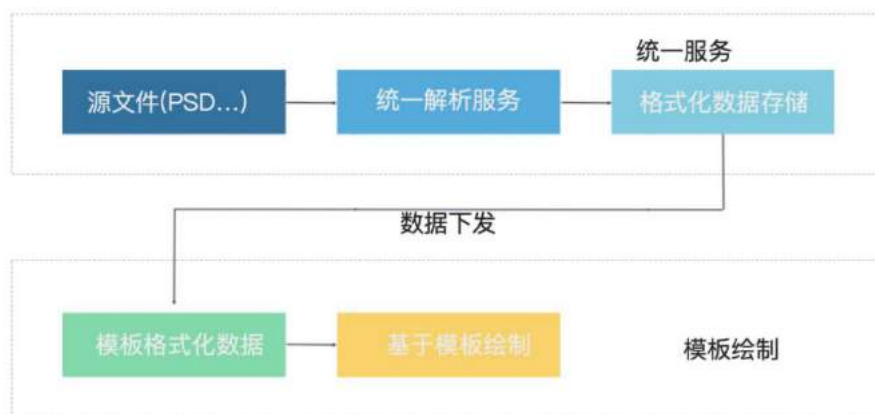 统一服务
源文件(PSD...)
统一解析服务
格式化数据存储
数据下发
模板格式化数据
基于模板绘制
模板绘制